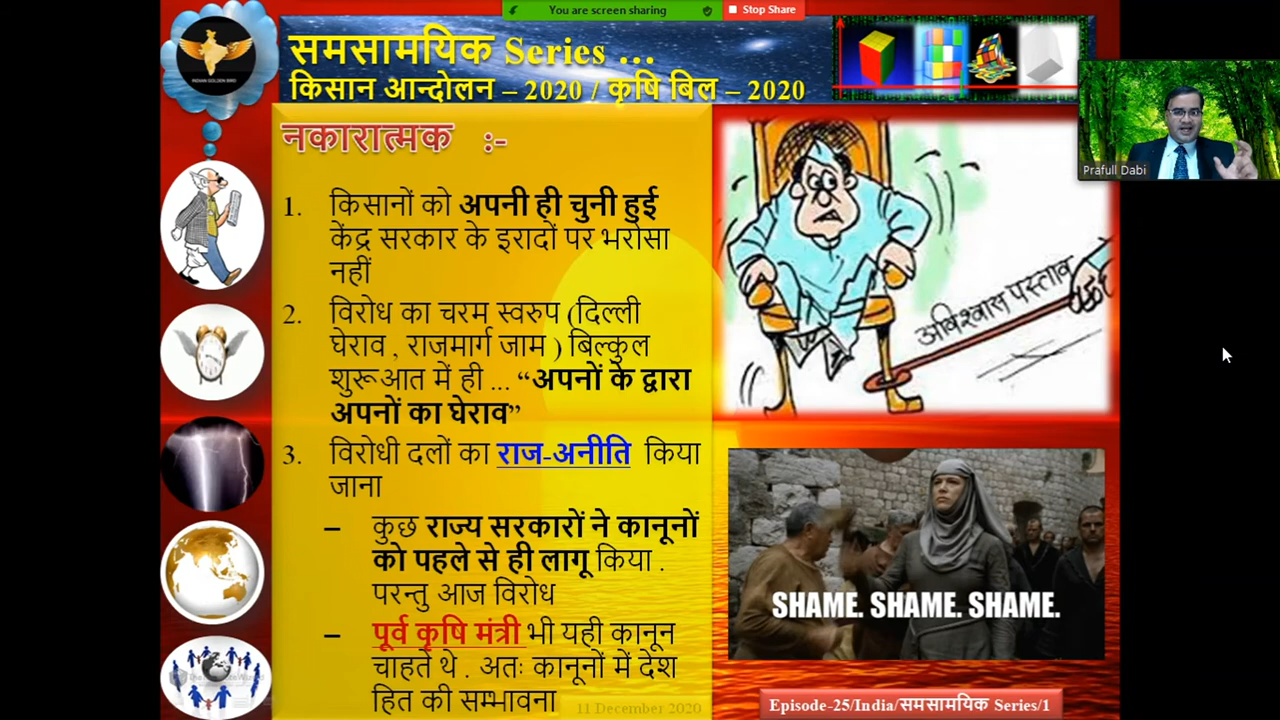 You are screen sharing
Stop Share
समसामयिक Series ...
किसान आन्दोलन – 2020 / कृषि बिल – 2020
INDIAN GOLDEN BIRD
Prafull Dabi
नकारात्मक :-
1. किसानों को अपनी ही चुनी हुई
केंद्र सरकार के इरादों पर भरोसा
नहीं
2. विरोध का चरम स्वरुप (दिल्ली
घेराव , राजमार्ग जाम ) बिल्कुल
शुरूआत में ही ... “अपनों के द्वारा
अपनों का घेराव”
3. विरोधी दलों का राज-अनीति किया
जाना
– कुछ राज्य सरकारों ने कानूनों
को पहले से ही लागू किया .
परन्तु आज विरोध
– पूर्व कृषि मंत्री भी यही कानून
चाहते थे . अतः कानूनों में देश
हित की सम्भावना
अविश्वास प्रस्ताव
SHAME. SHAME. SHAME.
11 December 2020
Episode-25/India/समसामयिक Series/1